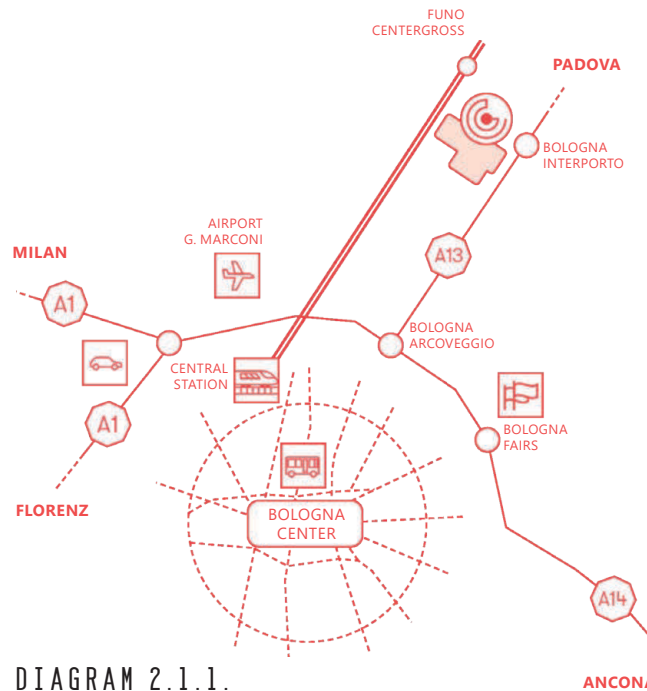 FUNO
CENTERGROSS
PADOVA
BOLOGNA
INTERPORTO
AIRPORT
G. MARCONI
MILAN
A13
A1
BOLOGNA
ARCOVEGGIO
CENTRAL
STATION
A1
BOLOGNA
FAIRS
FLORENZ
BOLOGNA
CENTER
A14
DIAGRAM 2.1.1.
ANCONA